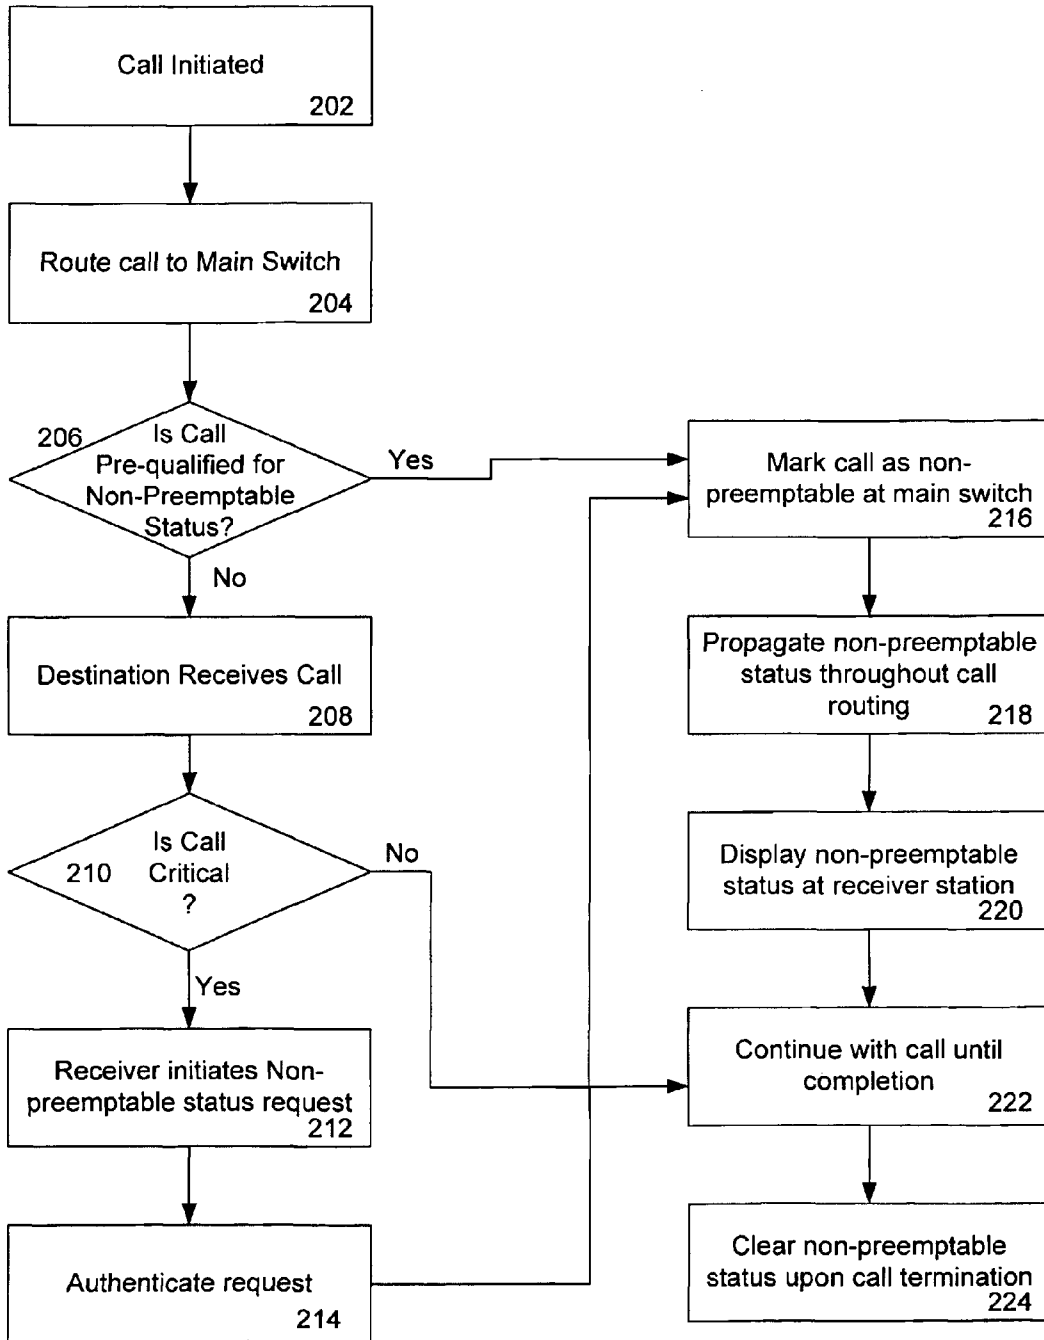 Call Initiated
202
Route call to Main Switch
204
206
Is Call
Pre-qualified for
Non-Preemptable
Status?
Yes
No
Destination Receives Call
208
210
Is Call
Critical
?
No
Yes
Receiver initiates Non-
preemptable status request
212
Authenticate request
214
Mark call as non-
preemptable at main switch
216
Propagate non-preemptable
status throughout call
routing
218
Display non-preemptable
status at receiver station
220
Continue with call until
completion
222
Clear non-preemptable
status upon call termination
224